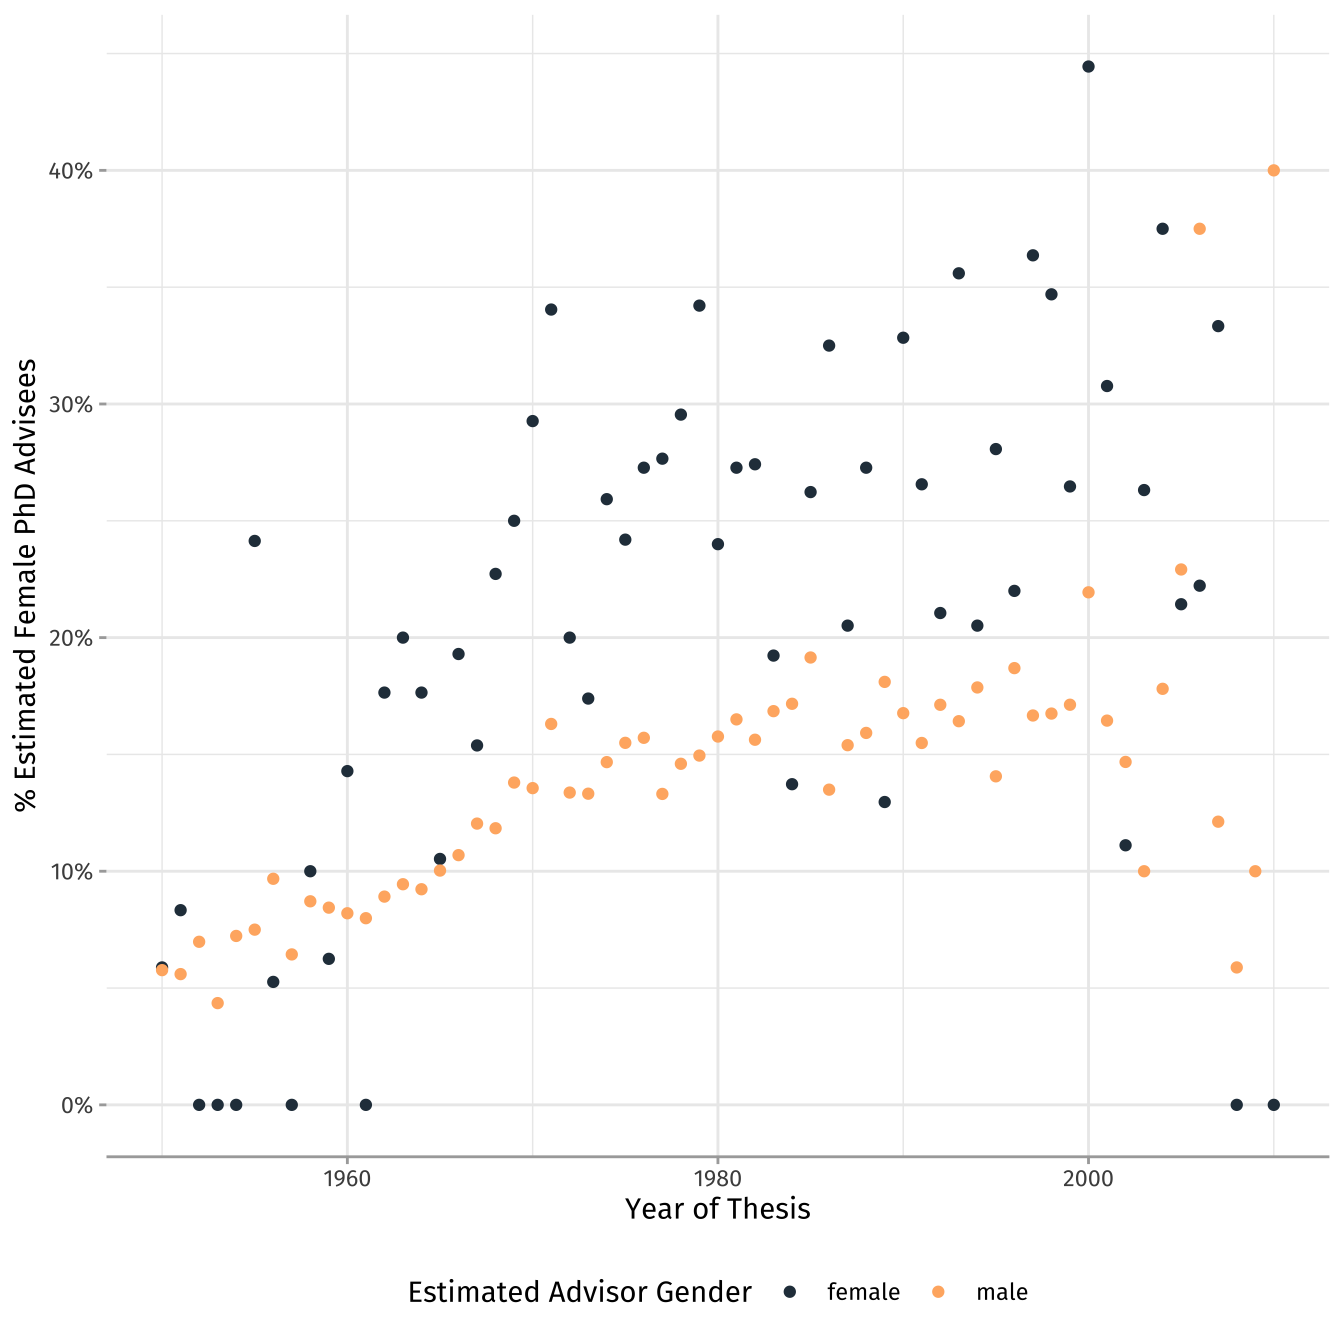 % Estimated Female PhD Advisees
40%
30%
20%
10%
0%
1960 1980 2000
Year of Thesis
Estimated Advisor Gender female male